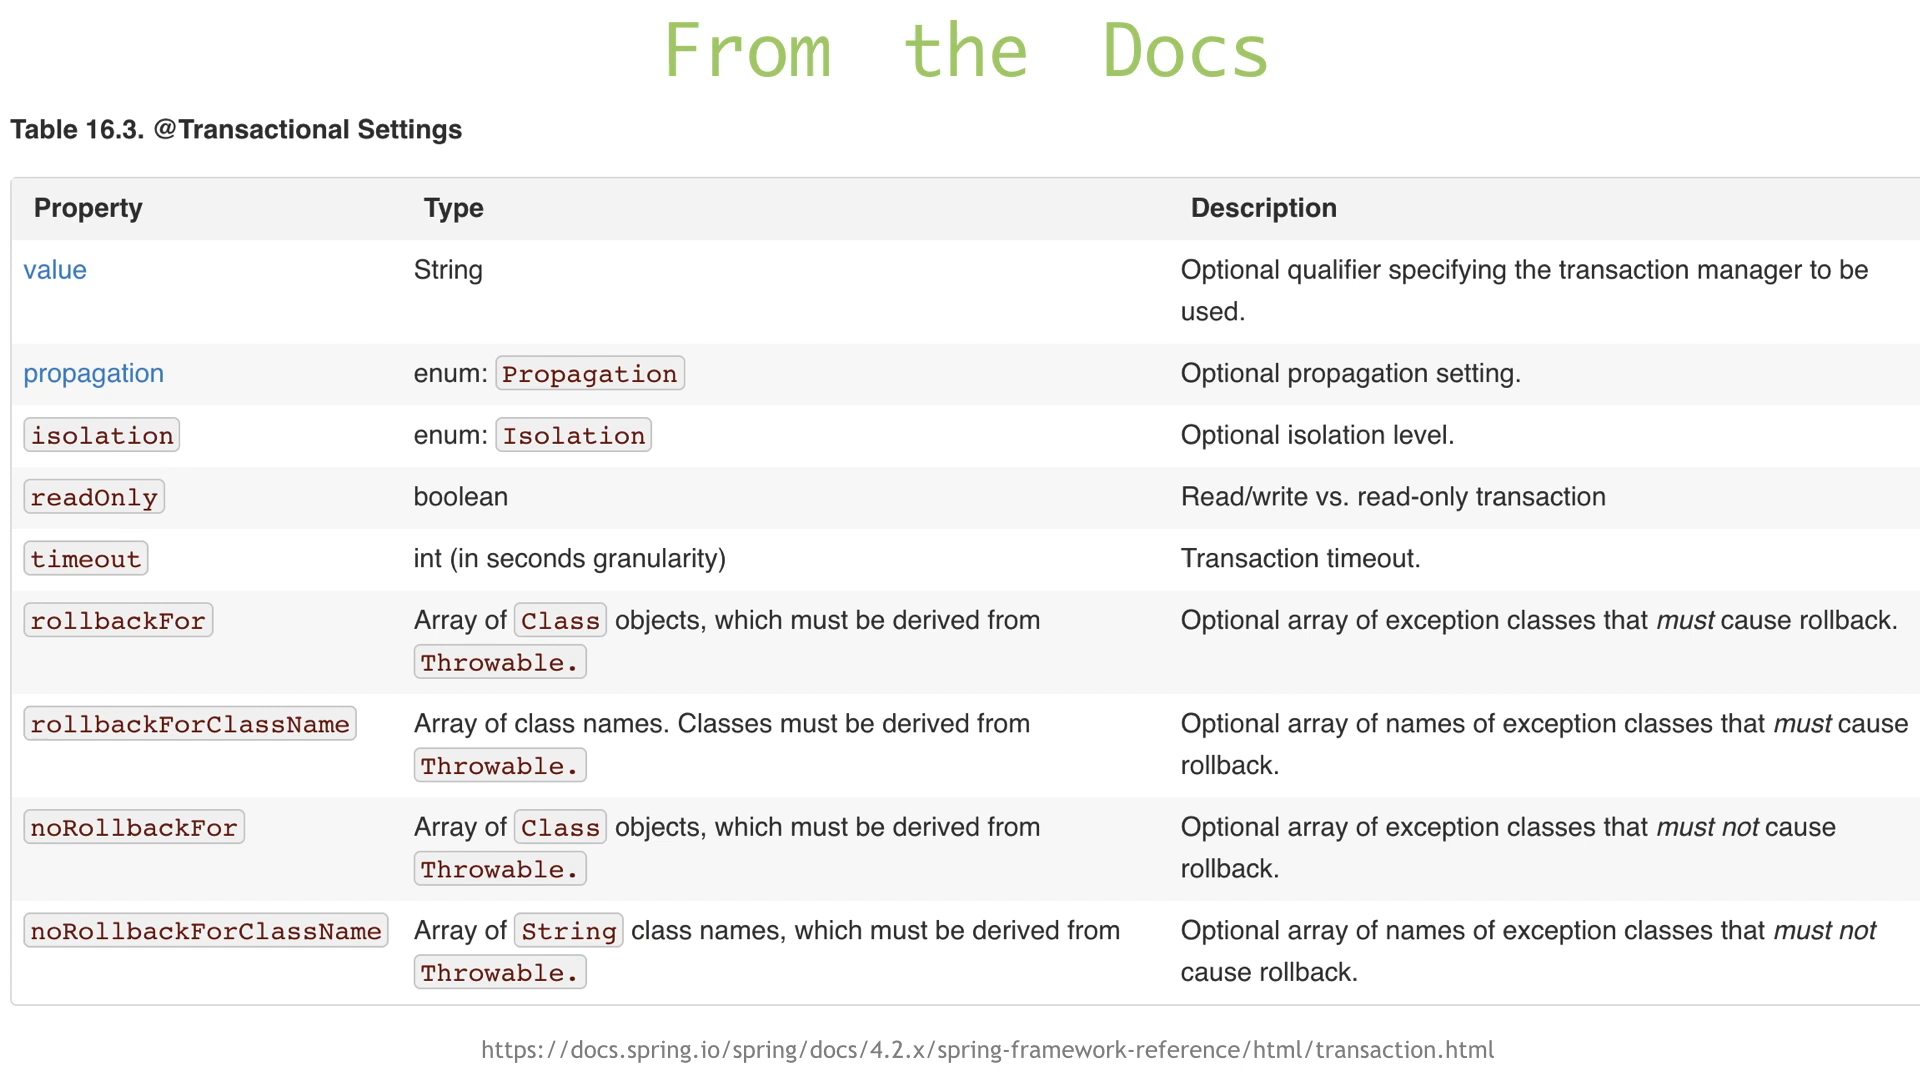 From the Docs
Table 16.3. @Transactional Settings
Property Type Description
value String Optional qualifier specifying the transaction manager to be
used.
propagation enum: Propagation Optional propagation setting.
isolation enum: Isolation Optional isolation level.
readOnly boolean Read/write vs. read-only transaction
timeout int (in seconds granularity) Transaction timeout.
rollbackFor Array of Class objects, which must be derived from Optional array of exception classes that must cause rollback.
Throwable.
rollbackForClassName Array of class names. Classes must be derived from Optional array of names of exception classes that must cause
Throwable. rollback.
noRollbackFor Array of Class objects, which must be derived from Optional array of exception classes that must not cause
Throwable. rollback.
noRollbackForClassName Array of String class names, which must be derived from Optional array of names of exception classes that must not
Throwable. cause rollback.
https://docs.spring.io/spring/docs/4.2.x/spring-framework-reference/html/transaction.html